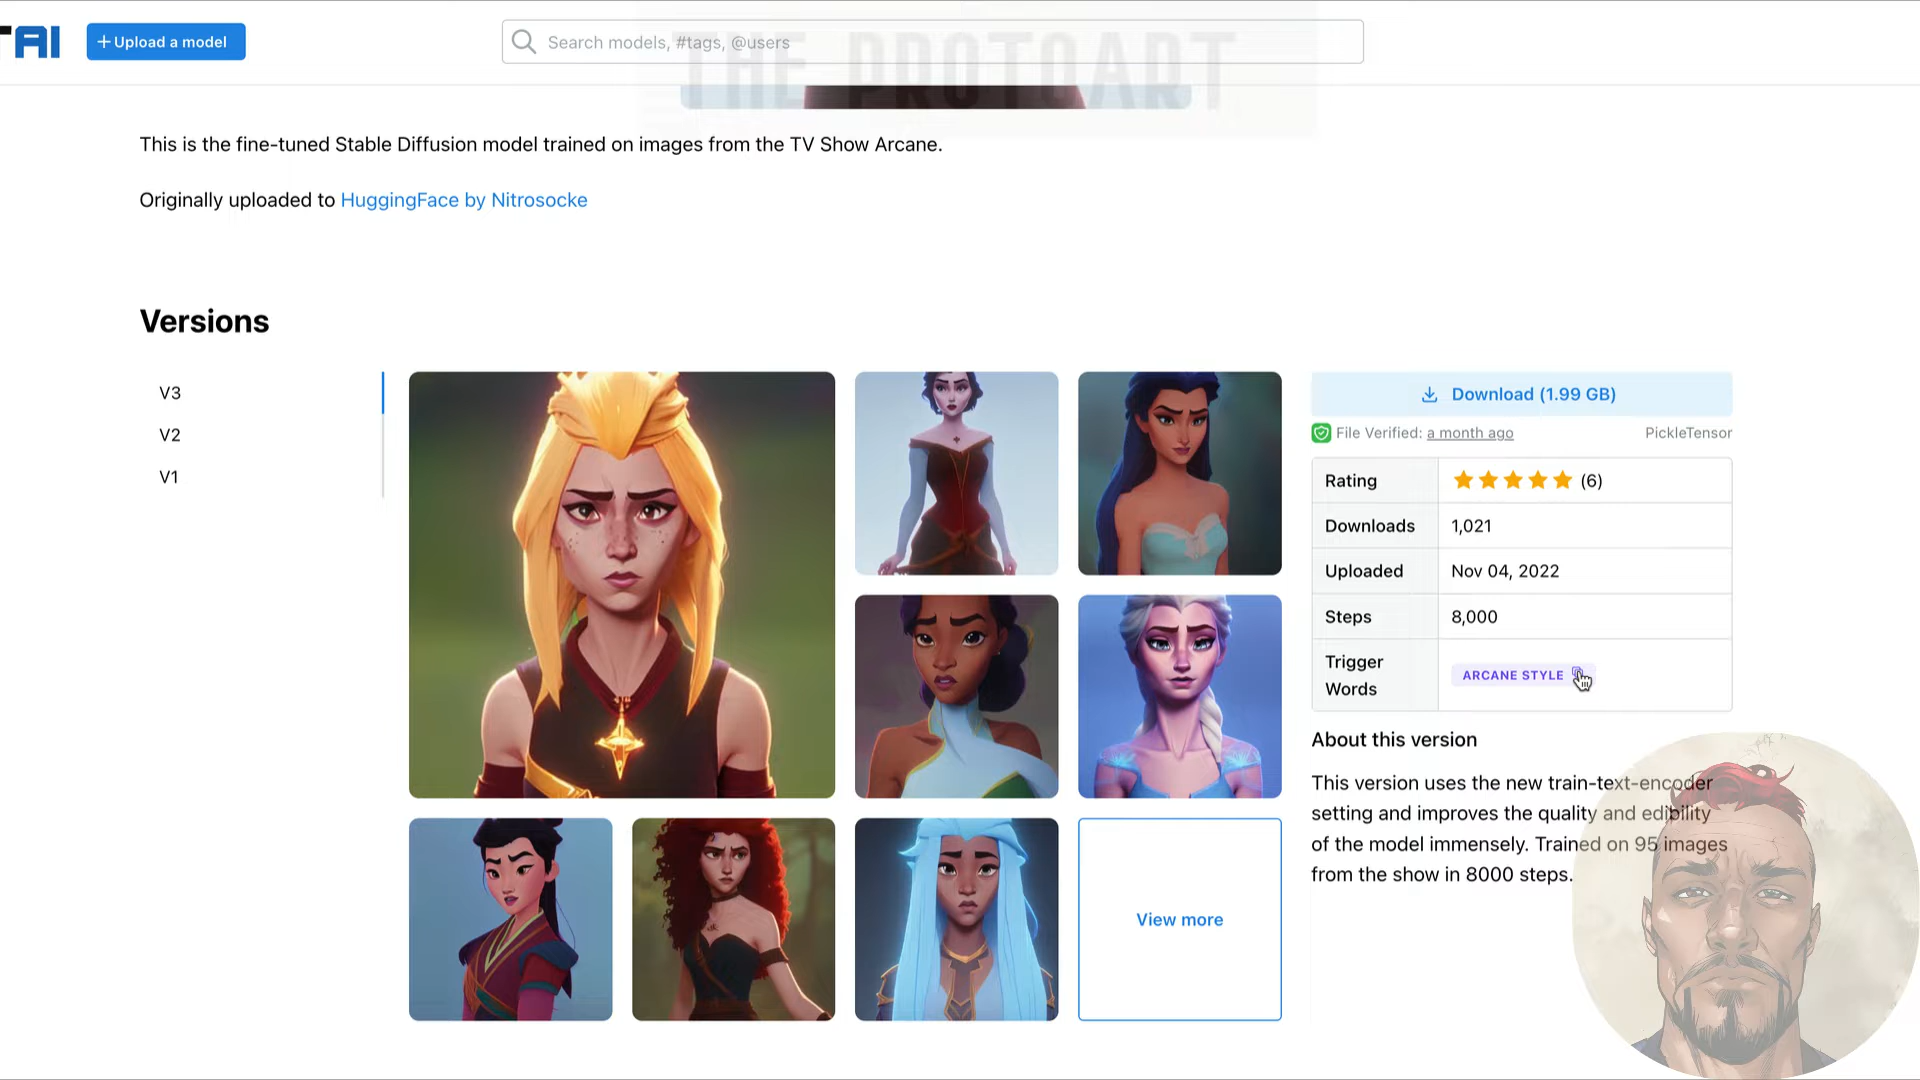 TAI
+ Upload a model
Search models, #tags, @users
THE PROTOART
This is the fine-tuned Stable Diffusion model trained on images from the TV Show Arcane.
Originally uploaded to HuggingFace by Nitrosocke
Versions
V3
V2
V1
View more
Download (1.99 GB)
File Verified: a month ago
PickleTensor
Rating
(6)
Downloads
1,021
Uploaded
Nov 04, 2022
Steps
8,000
Trigger
Words
ARCANE STYLE
About this version
This version uses the new train-text-encoder
setting and improves the quality and edibility
of the model immensely. Trained on 95 images
from the show in 8000 steps.